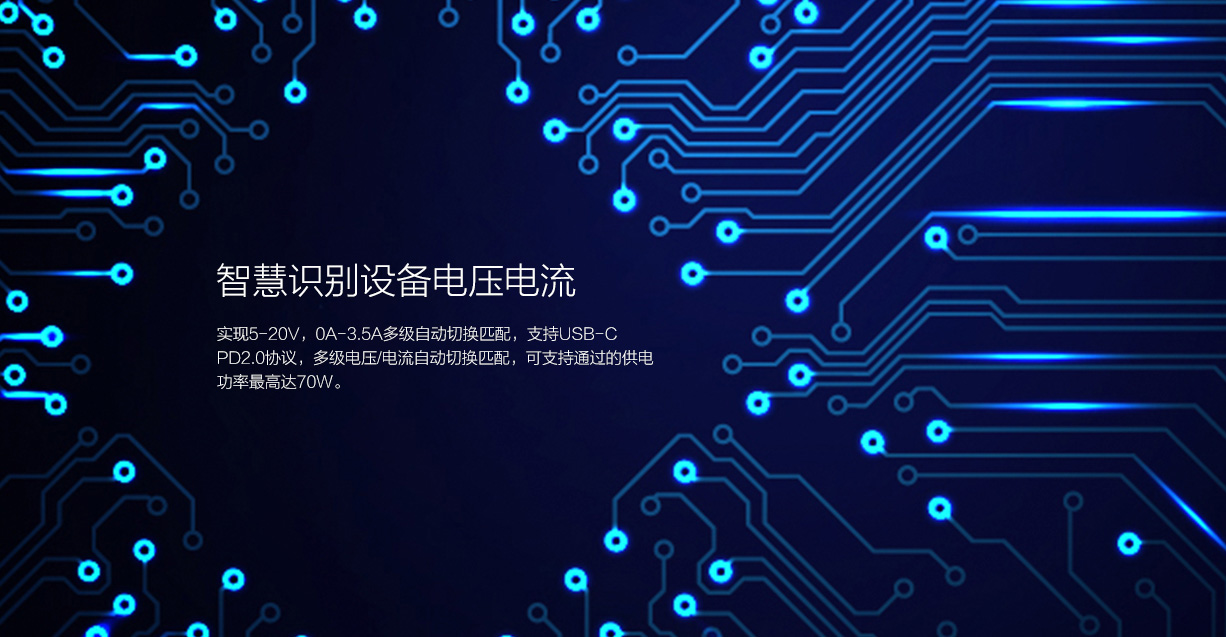 智慧识别设备电压电流
实现5-20V，0A-3.5A多级自动切换匹配，支持USB-C
PD2.0协议，多级电压/电流自动切换匹配，可支持通过的供电
功率最高达70W。